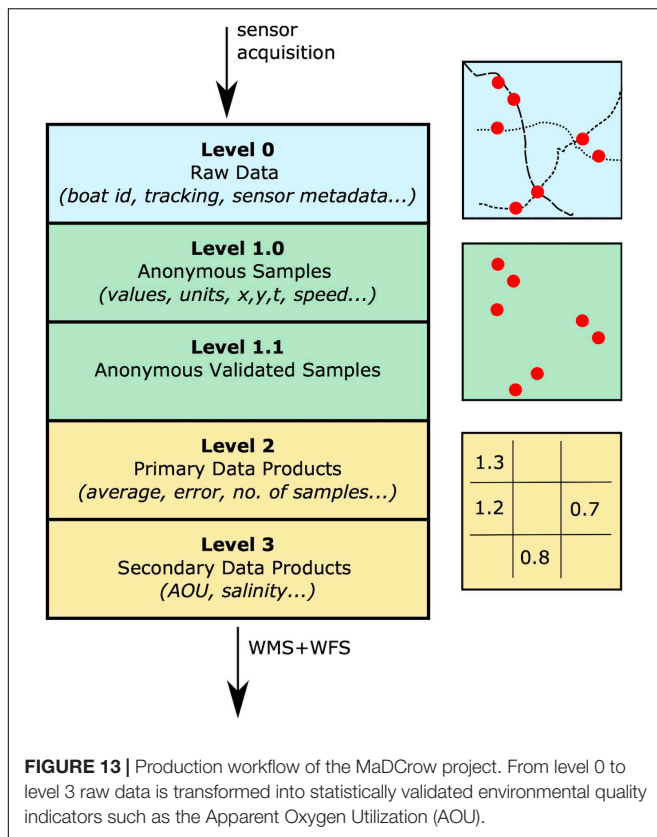 sensor
acquisition
Level 0
Raw Data
(boat id, tracking, sensor metadata...)
Level 1.0
Anonymous Samples
(values, units, x,y,t, speed...)
Level 1.1
Anonymous Validated Samples
Level 2
Primary Data Products
(average, error, no. of samples...)
Level 3
Secondary Data Products
(AOU, salinity...)
1.3
1.2
0.7
0.8
WMS+WFS
FIGURE 13 | Production workflow of the MaDCrow project. From level 0 to
level 3 raw data is transformed into statistically validated environmental quality
indicators such as the Apparent Oxygen Utilization (AOU).